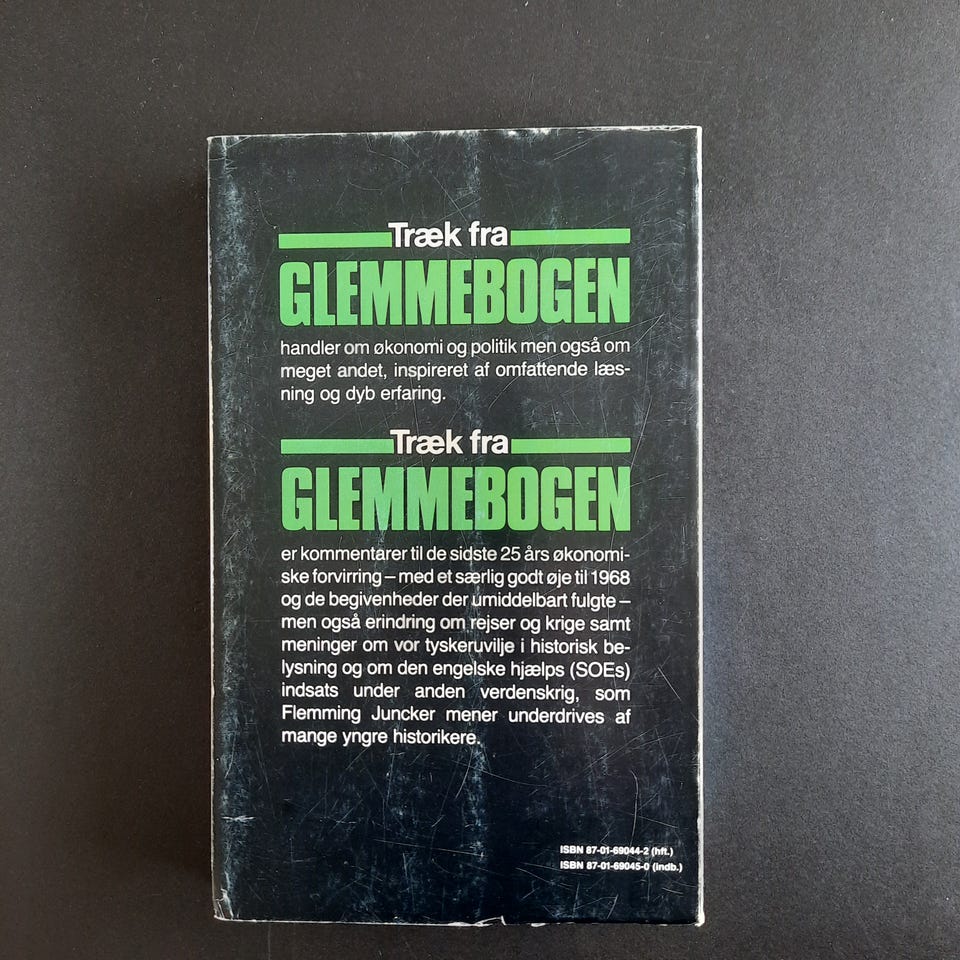 Træk fra
GLEMMEBOGEN
handler om økonomi og politik men også om
meget andet, inspireret af omfattende læs-
ning og dyb erfaring.
Træk fra
GLEMMEBOGEN
er kommentarer til de sidste 25 års økonomi-
ske forvirring – med et særlig godt øje til 1968
og de begivenheder der umiddelbart fulgte –
men også erindring om rejser og krige samt
meninger om vor tyskeruvilje i historisk be-
lysning og om den engelske hjælps (SOEs)
indsats under anden verdenskrig, som
Flemming Juncker mener underdrives af
mange yngre historikere.
ISBN 87-01-69044-2 (hft.)
ISBN 87-01-69045-0 (indb.)